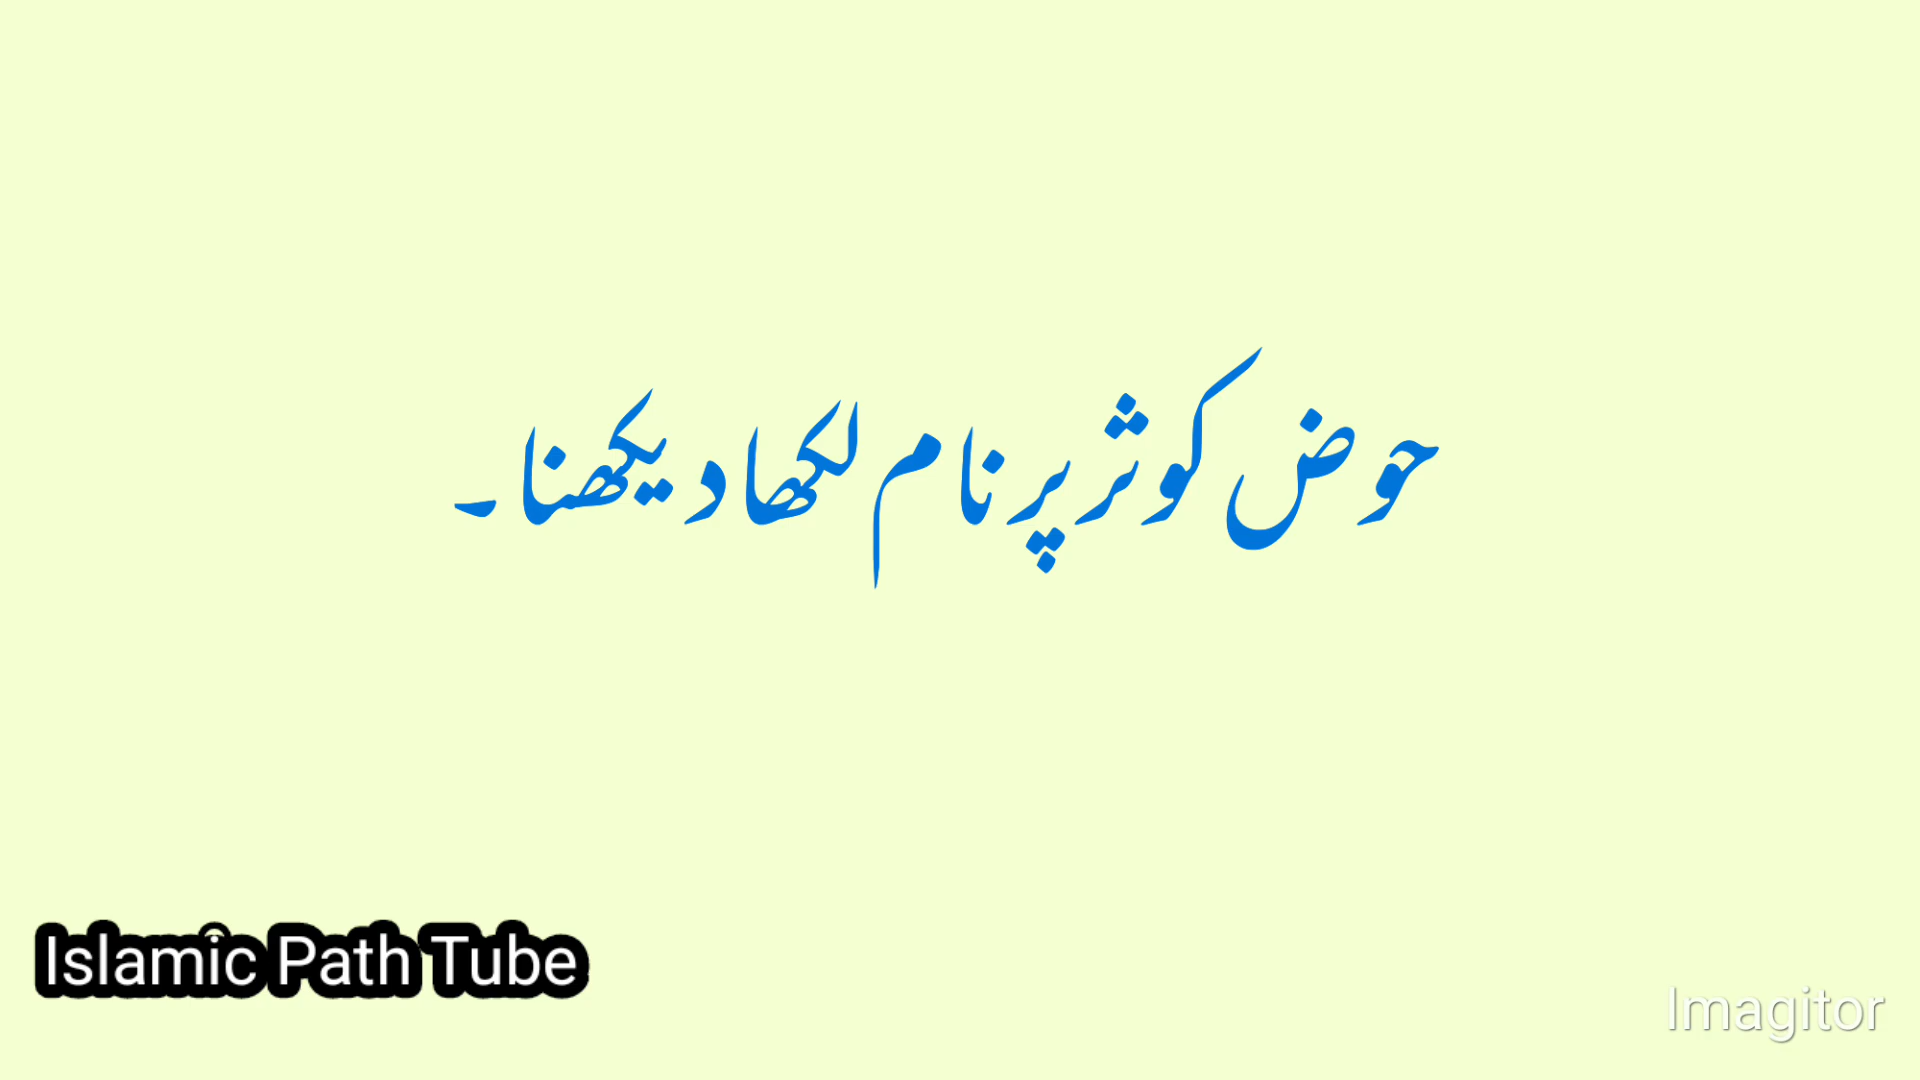 حوض کوثر پر نام لکھا دیکھنا۔
Islamic Path Tube
Imagitor